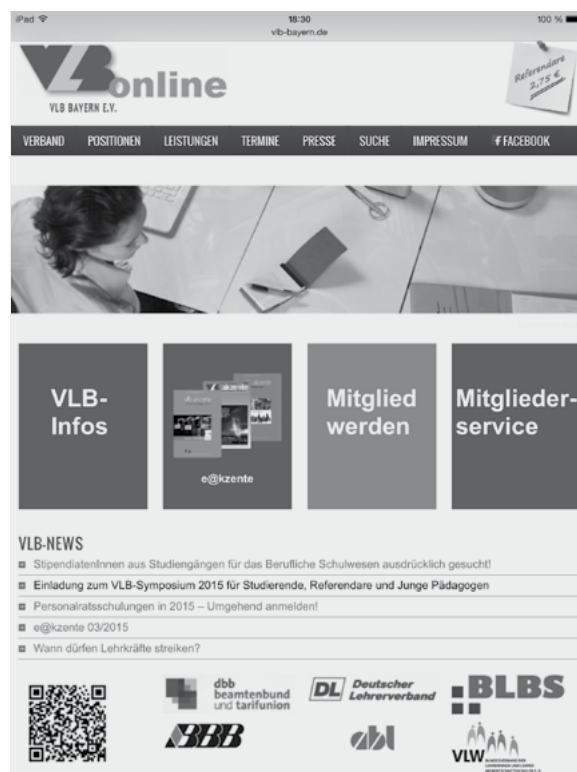 iPad 18:30 100 %
vlb-bayern.de
VLB online
VLB BAYERN E.V.
Referendare
2,75 €
VERBAND POSITIONEN LEISTUNGEN TERMINE PRESSE SUCHE IMPRESSUM FACEBOOK
VLB-
Infos
akzente
e@kzente
Mitglied
werden
Mitglieder-
service
VLB-NEWS
StipendiatenInnen aus Studiengängen für das Berufliche Schulwesen ausdrücklich gesucht!
Einladung zum VLB-Symposium 2015 für Studierende, Referendare und Junge Pädagogen
Personalratsschulungen in 2015 – Umgehend anmelden!
e@kzente 03/2015
Wann dürfen Lehrkräfte streiken?
dbb
beamtenbund
und tarifunion
DL Deutscher
Lehrerverband
BLBS
BBB
abl
VLW